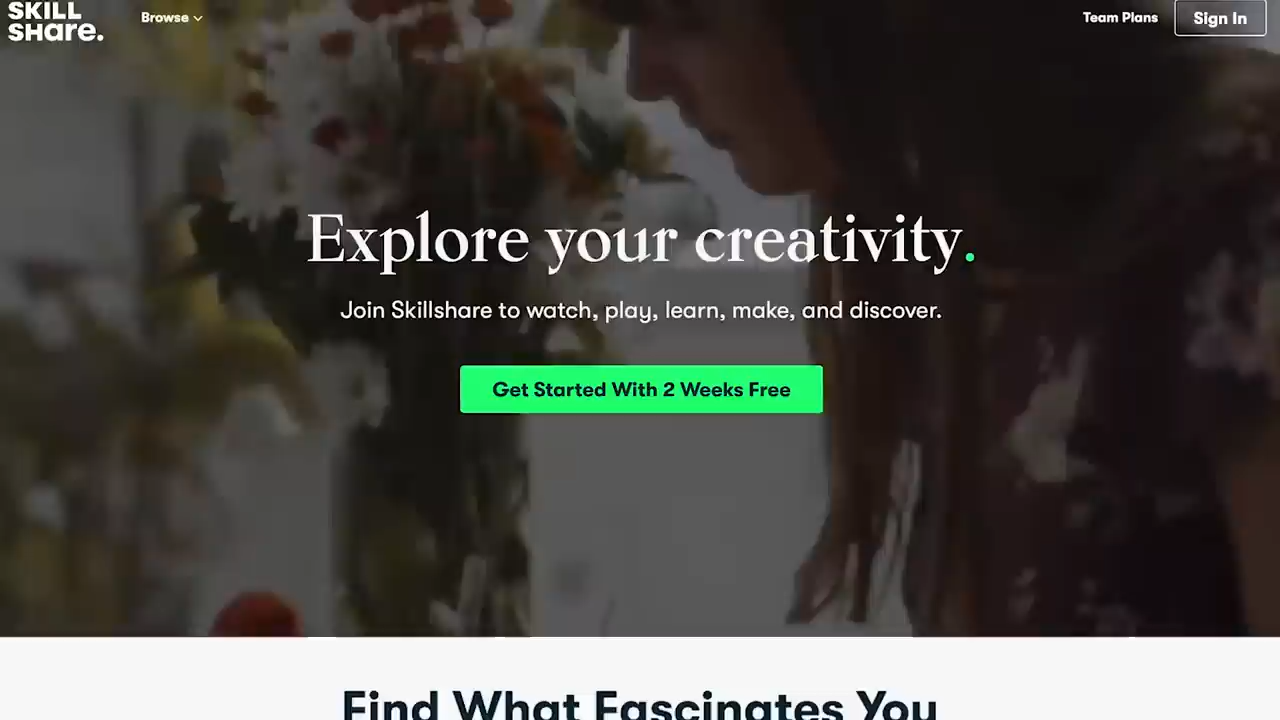 SKILL
SHare.
Browse
Team Plans
Sign In
Explore your creativity.
Join Skillshare to watch, play, learn, make, and discover.
Get Started With 2 Weeks Free
Find What Fascinates You